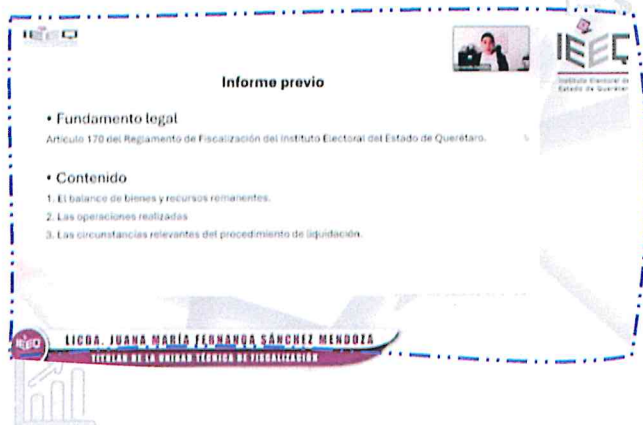 IEEQ
IEEQ
Instituto Electoral del
Estado de Querétaro
Informe previo
• Fundamento legal
Artículo 170 del Reglamento de Fiscalización del Instituto Electoral del Estado de Querétaro.
• Contenido
1. El balance de bienes y recursos remanentes.
2. Las operaciones realizadas
3. Las circunstancias relevantes del procedimiento de liquidación.
IEEQ
LICDA. JUANA MARÍA FERNANDA SÁNCHEZ MENDOZA
TITULAR DE LA UNIDAD TÉCNICA DE FISCALIZACIÓN